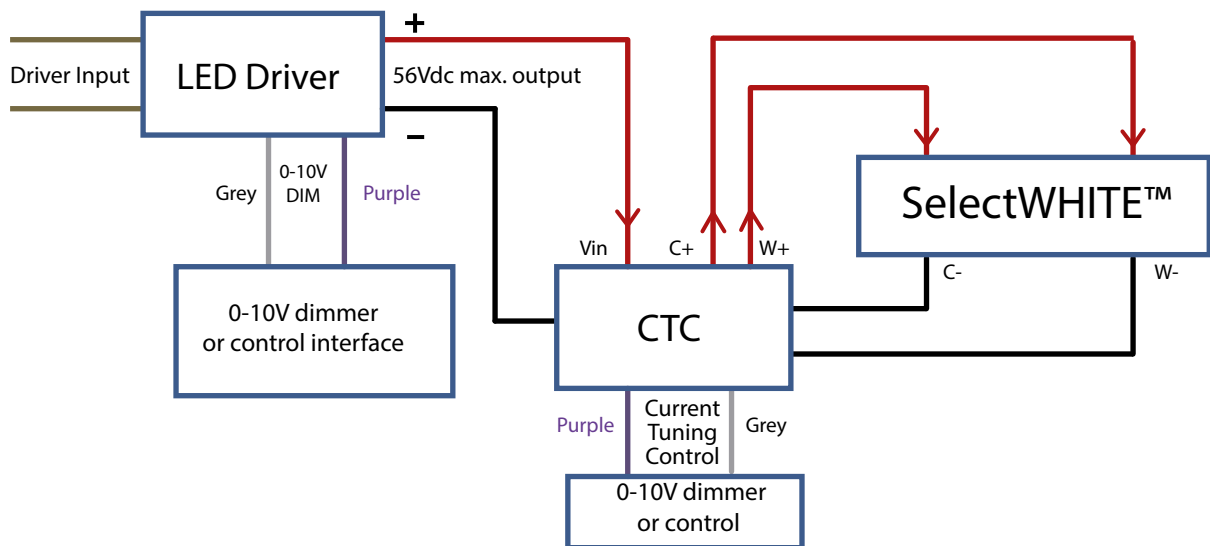 +
Driver Input
LED Driver
56Vdc max. output
–
Grey
0-10V
DIM
Purple
SelectWHITE™
Vin
C+
W+
C-
W-
0-10V dimmer
or control interface
CTC
Purple
Current
Tuning
Control
Grey
0-10V dimmer
or control